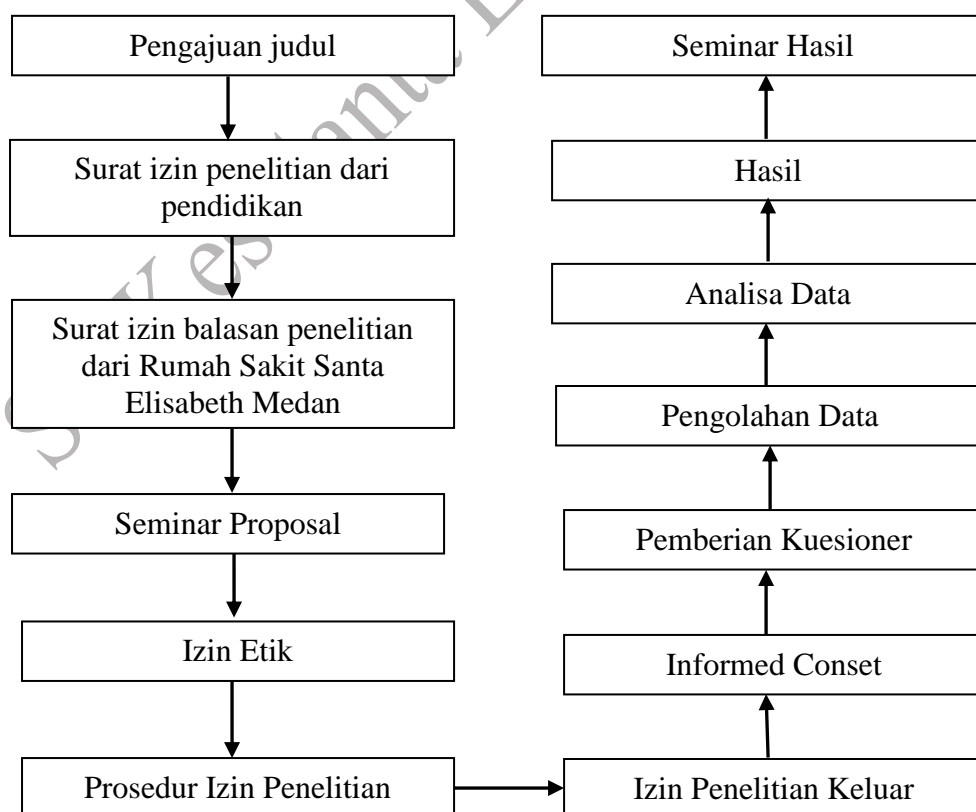 Pengajuan judul
Surat izin penelitian dari
pendidikan
Surat izin balasan penelitian
dari Rumah Sakit Santa
Elisabeth Medan
Seminar Proposal
Izin Etik
Prosedur Izin Penelitian
Izin Penelitian Keluar
Informed Conset
Pemberian Kuesioner
Pengolahan Data
Analisa Data
Hasil
Seminar Hasil